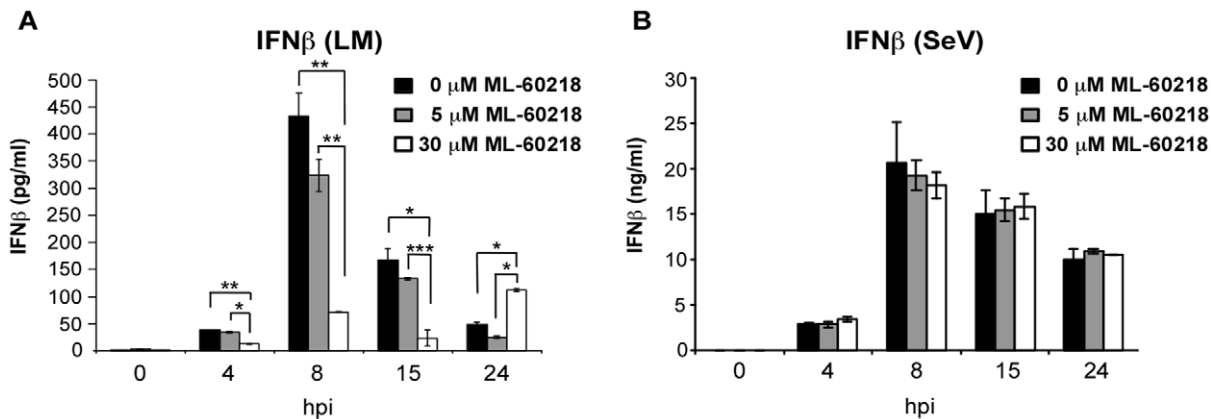 A
IFNβ (LM)
IFNβ (pg/ml)
500
450
400
350
300
250
200
150
100
50
0
0 μM ML-60218
5 μM ML-60218
30 μM ML-60218
**
*
**
**
*
***
*
*
0 4 8 15 24
hpi
B
IFNβ (SeV)
IFNβ (ng/ml)
30
25
20
15
10
5
0
0 μM ML-60218
5 μM ML-60218
30 μM ML-60218
0 4 8 15 24
hpi